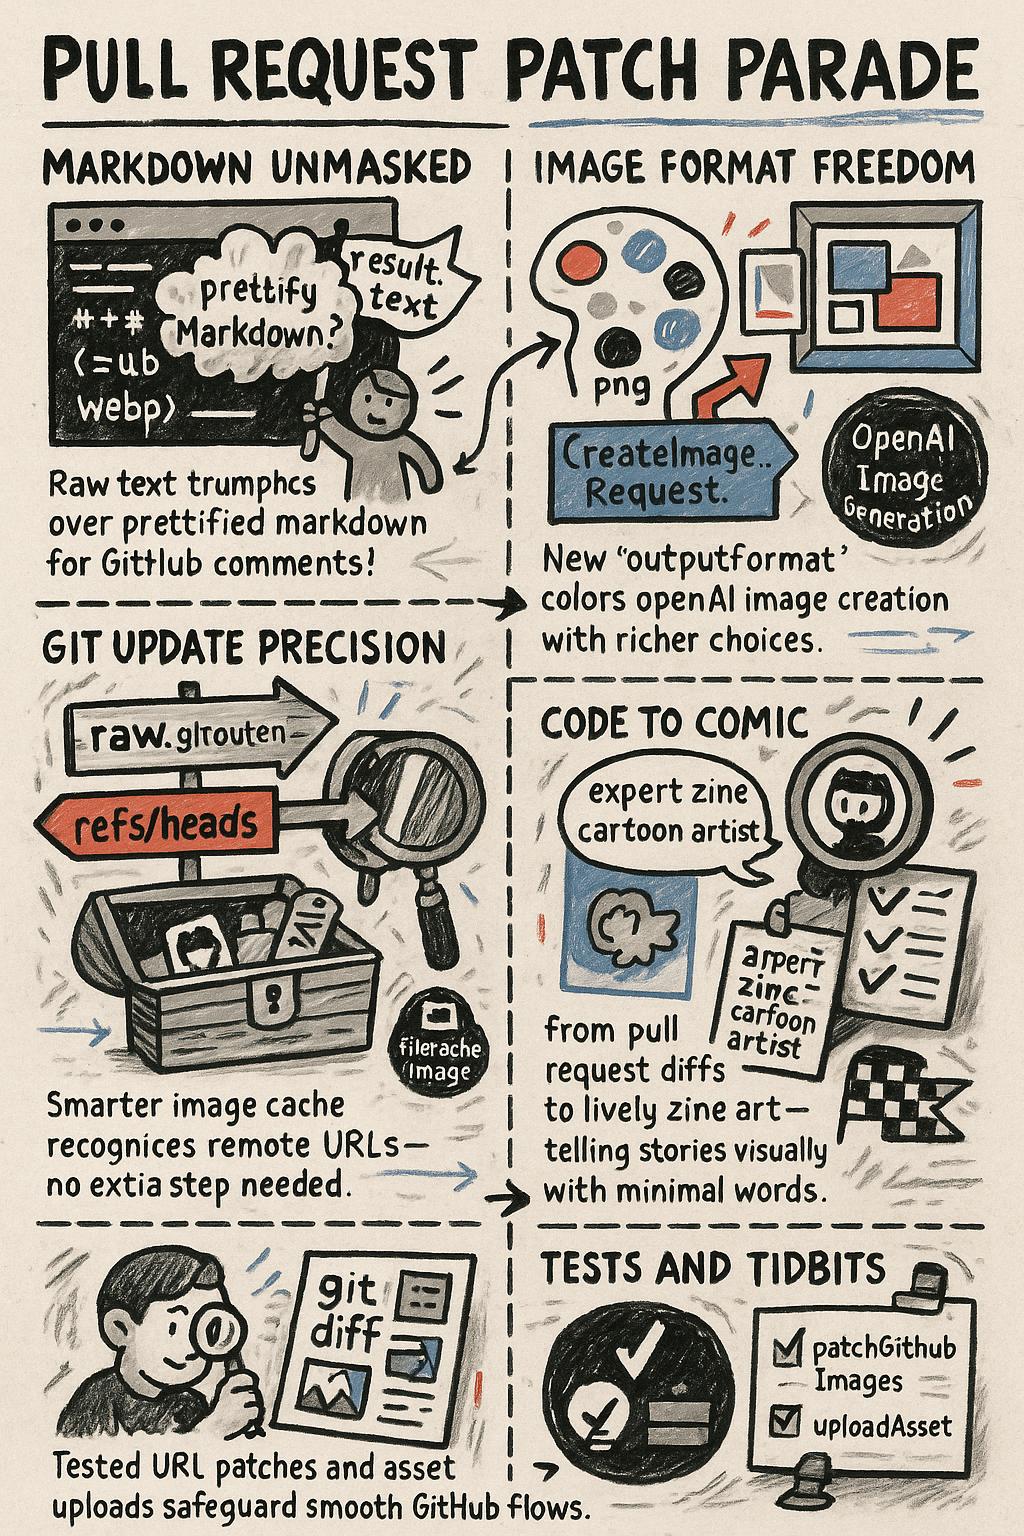 PULL REQUEST PATCH PARADE
MARKDOWN UNMASKED
prettify
Markdown?
result.
text
#+#
(=ub
webp)
Raw text trumphcs
over prettified markdown
for GitHub comments!
IMAGE FORMAT FREEDOM
png
CreateImage..
Request.
OpenAI
Image
Generation
New “outputformat’
colors openAI image creation
with richer choices.
GIT UPDATE PRECISION
raw.glrouten
refs/heads
filerache
Image
Smarter image cache
recognices remote URLs—
no extia step needed.
CODE TO COMIC
expert zine
cartoon artist
arperr
zinc
carfoon
artist
from pull
request diffs
to lively zine art—
telling stories visually
with minimal words.
git
diff
Tested URL patches and asset
uploads safeguard smooth GitHub flows.
TESTS AND TIDBITS
patchGithub
Images
uploadAsset